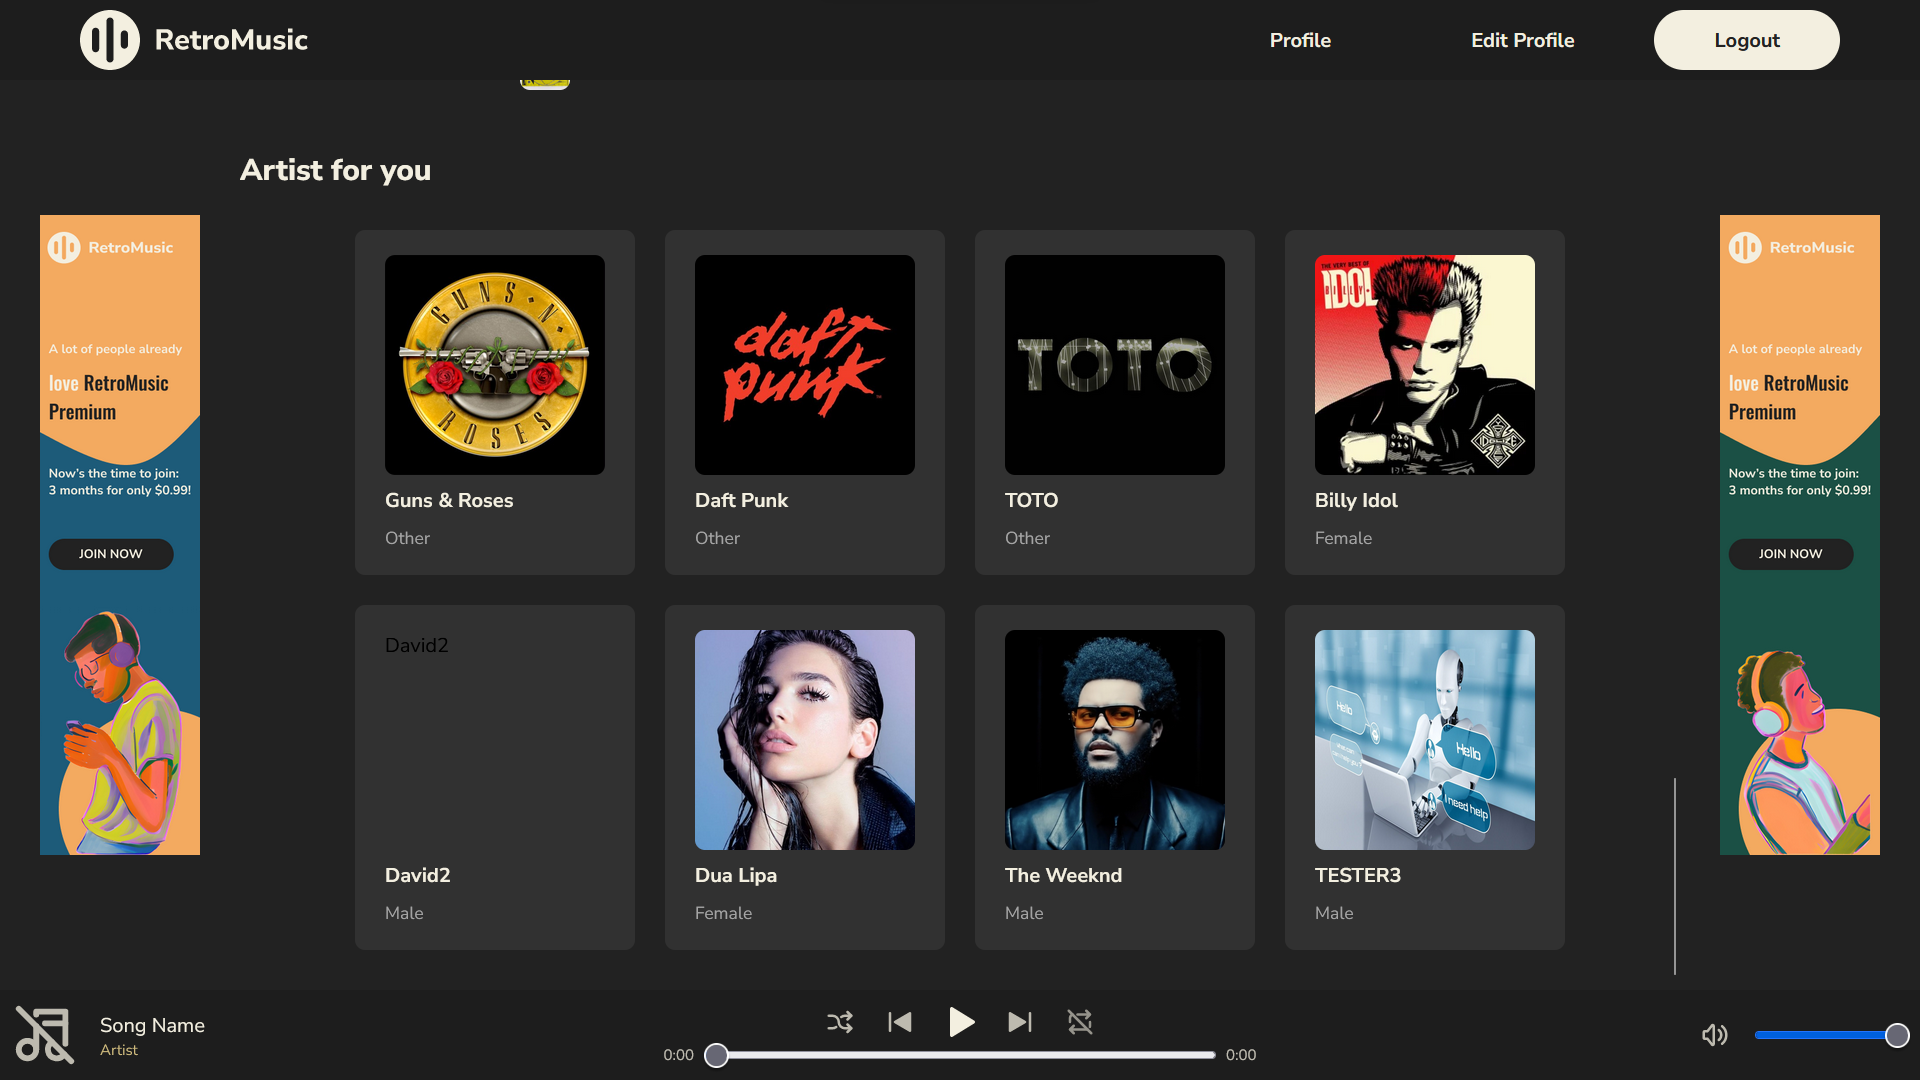 RetroMusic
Profile
Edit Profile
Logout
Artist for you
RetroMusic
A lot of people already
love RetroMusic
Premium
Now's the time to join:
3 months for only $0.99!
JOIN NOW
GUNS N'
ROSES
Guns & Roses
Other
daft
punk
Daft Punk
Other
TOTO
TOTO
Other
THE VERY BEST OF
BILLY
IDOL
Billy Idol
Female
David2
David2
Male
Dua Lipa
Female
The Weeknd
Male
Hello
Hello
I need help
TESTER3
Male
RetroMusic
A lot of people already
love RetroMusic
Premium
Now's the time to join:
3 months for only $0.99!
JOIN NOW
Song Name
Artist
0:00
0:00